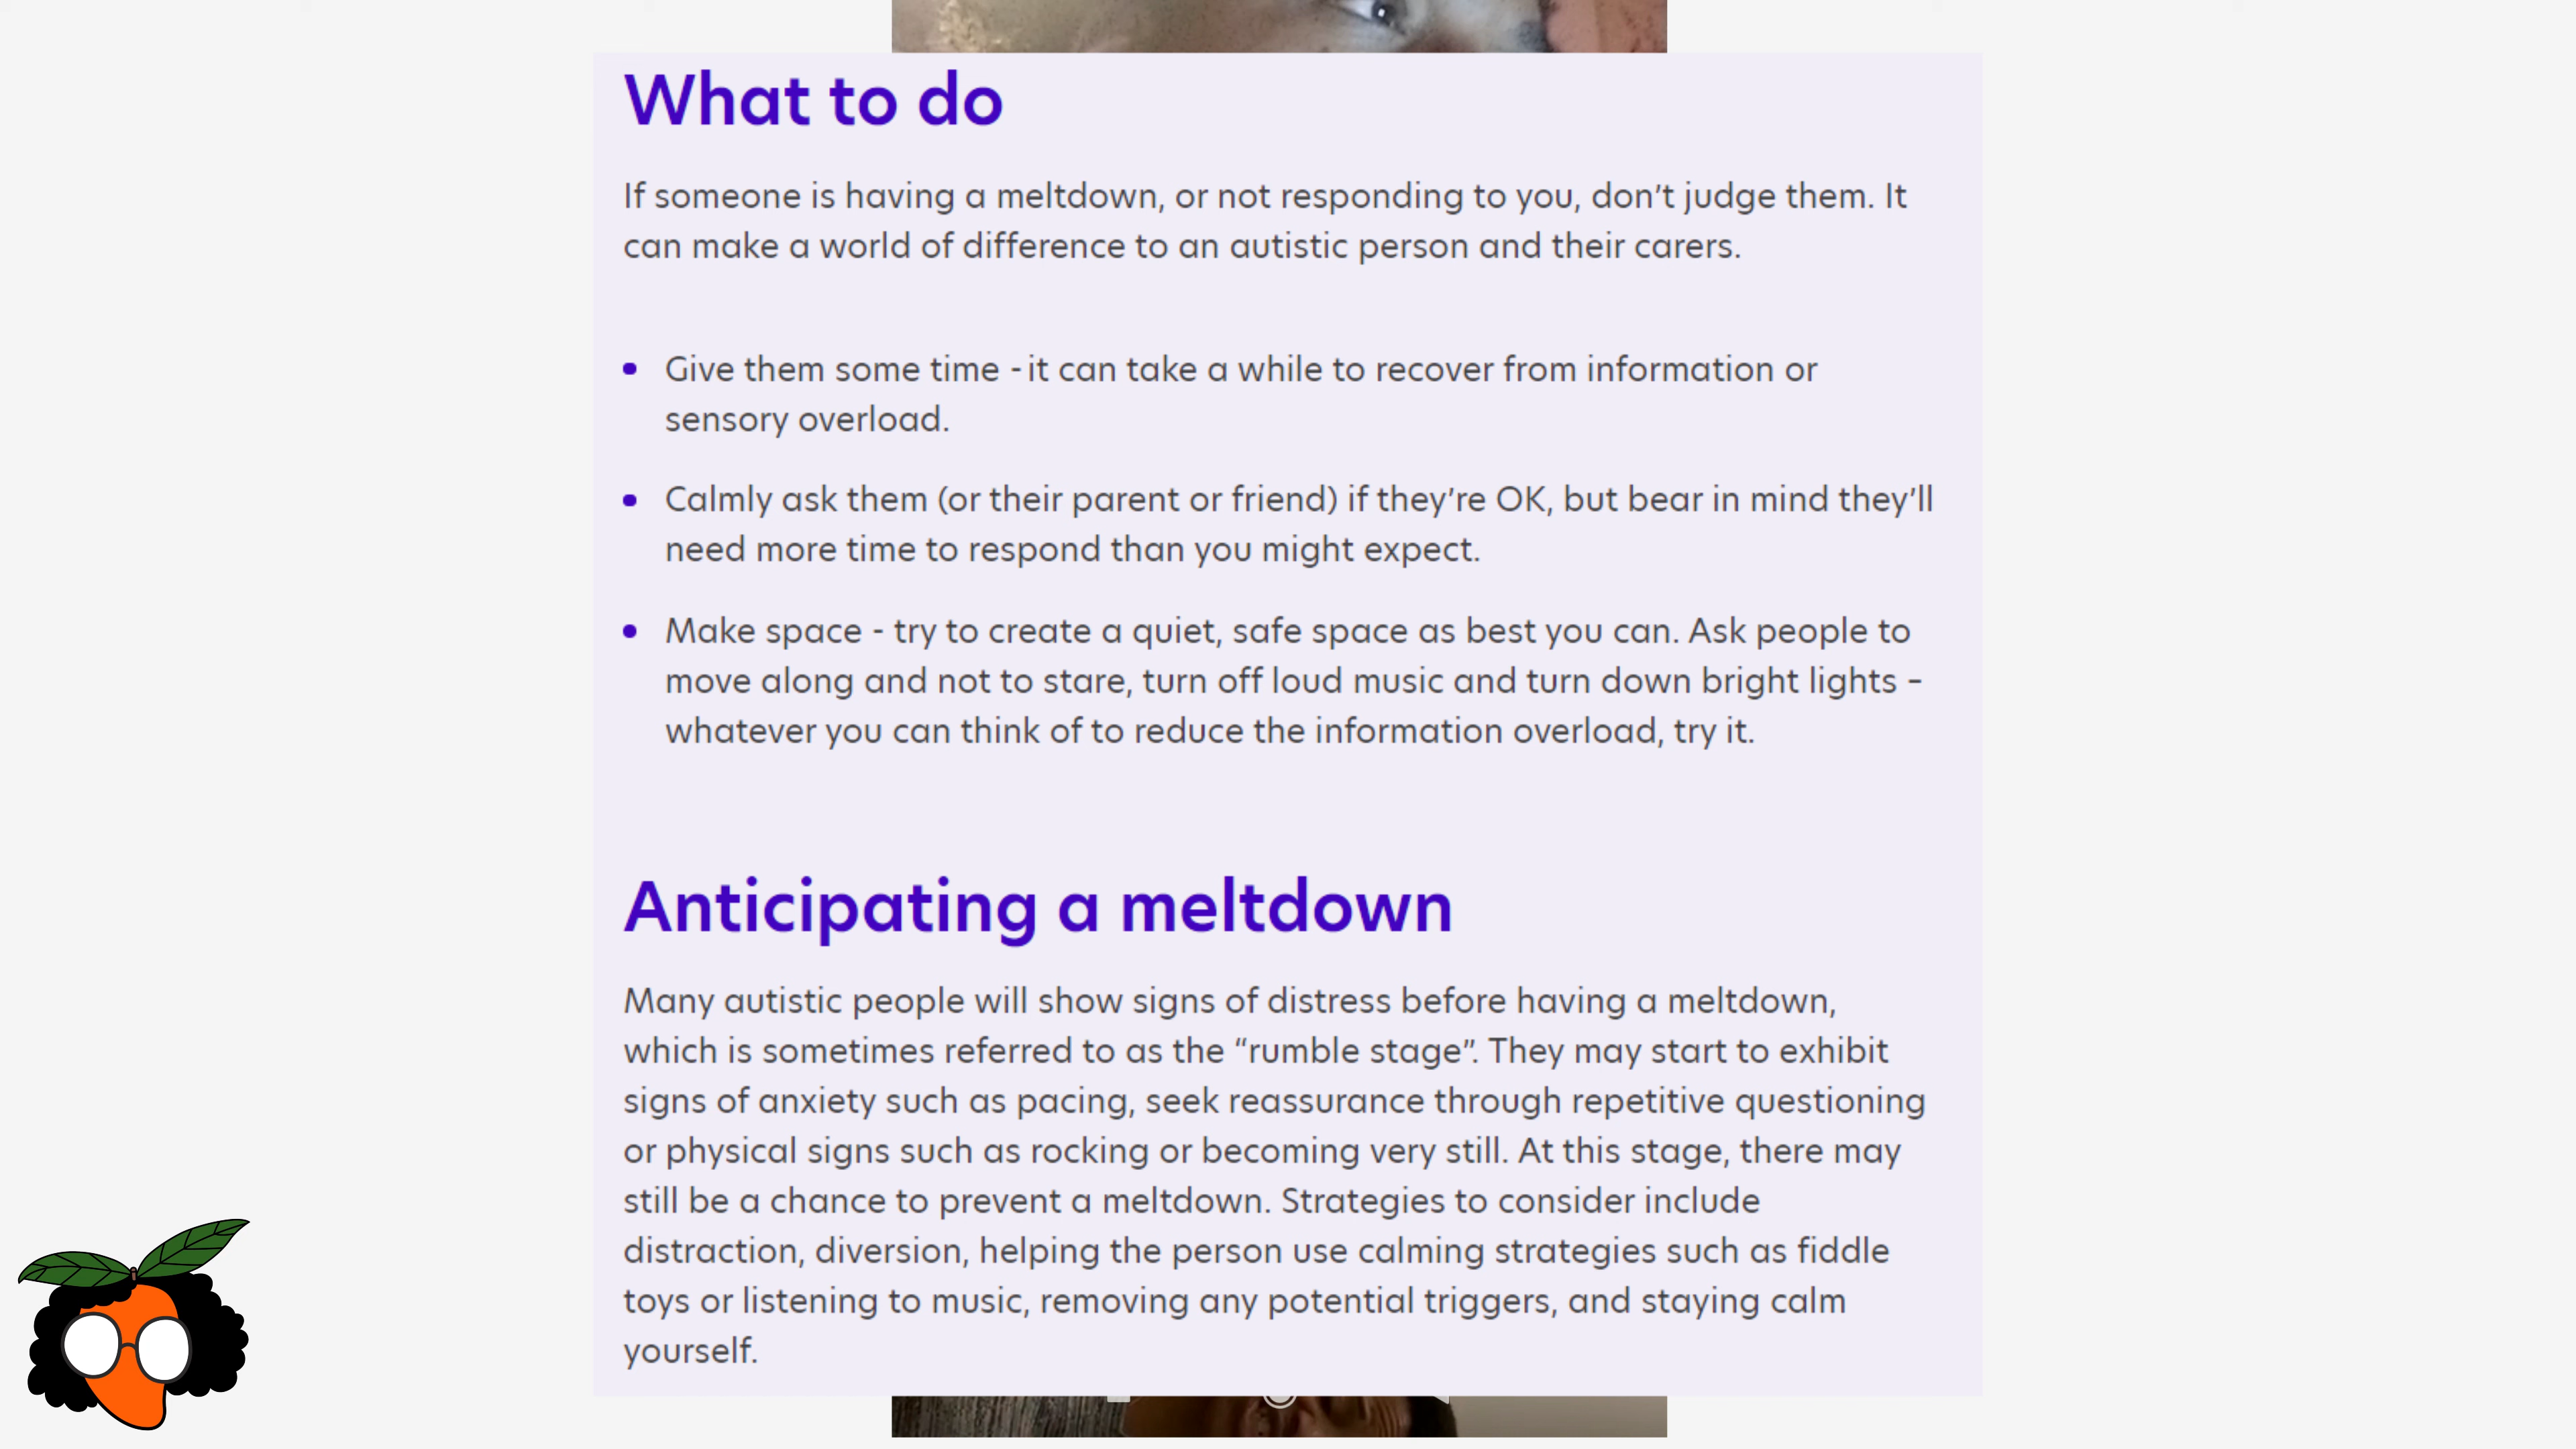 What to do
If someone is having a meltdown, or not responding to you, don’t judge them. It
can make a world of difference to an autistic person and their carers.
• Give them some time - it can take a while to recover from information or
sensory overload.
• Calmly ask them (or their parent or friend) if they’re OK, but bear in mind they’ll
need more time to respond than you might expect.
• Make space - try to create a quiet, safe space as best you can. Ask people to
move along and not to stare, turn off loud music and turn down bright lights –
whatever you can think of to reduce the information overload, try it.
Anticipating a meltdown
Many autistic people will show signs of distress before having a meltdown,
which is sometimes referred to as the “rumble stage”. They may start to exhibit
signs of anxiety such as pacing, seek reassurance through repetitive questioning
or physical signs such as rocking or becoming very still. At this stage, there may
still be a chance to prevent a meltdown. Strategies to consider include
distraction, diversion, helping the person use calming strategies such as fiddle
toys or listening to music, removing any potential triggers, and staying calm
yourself.